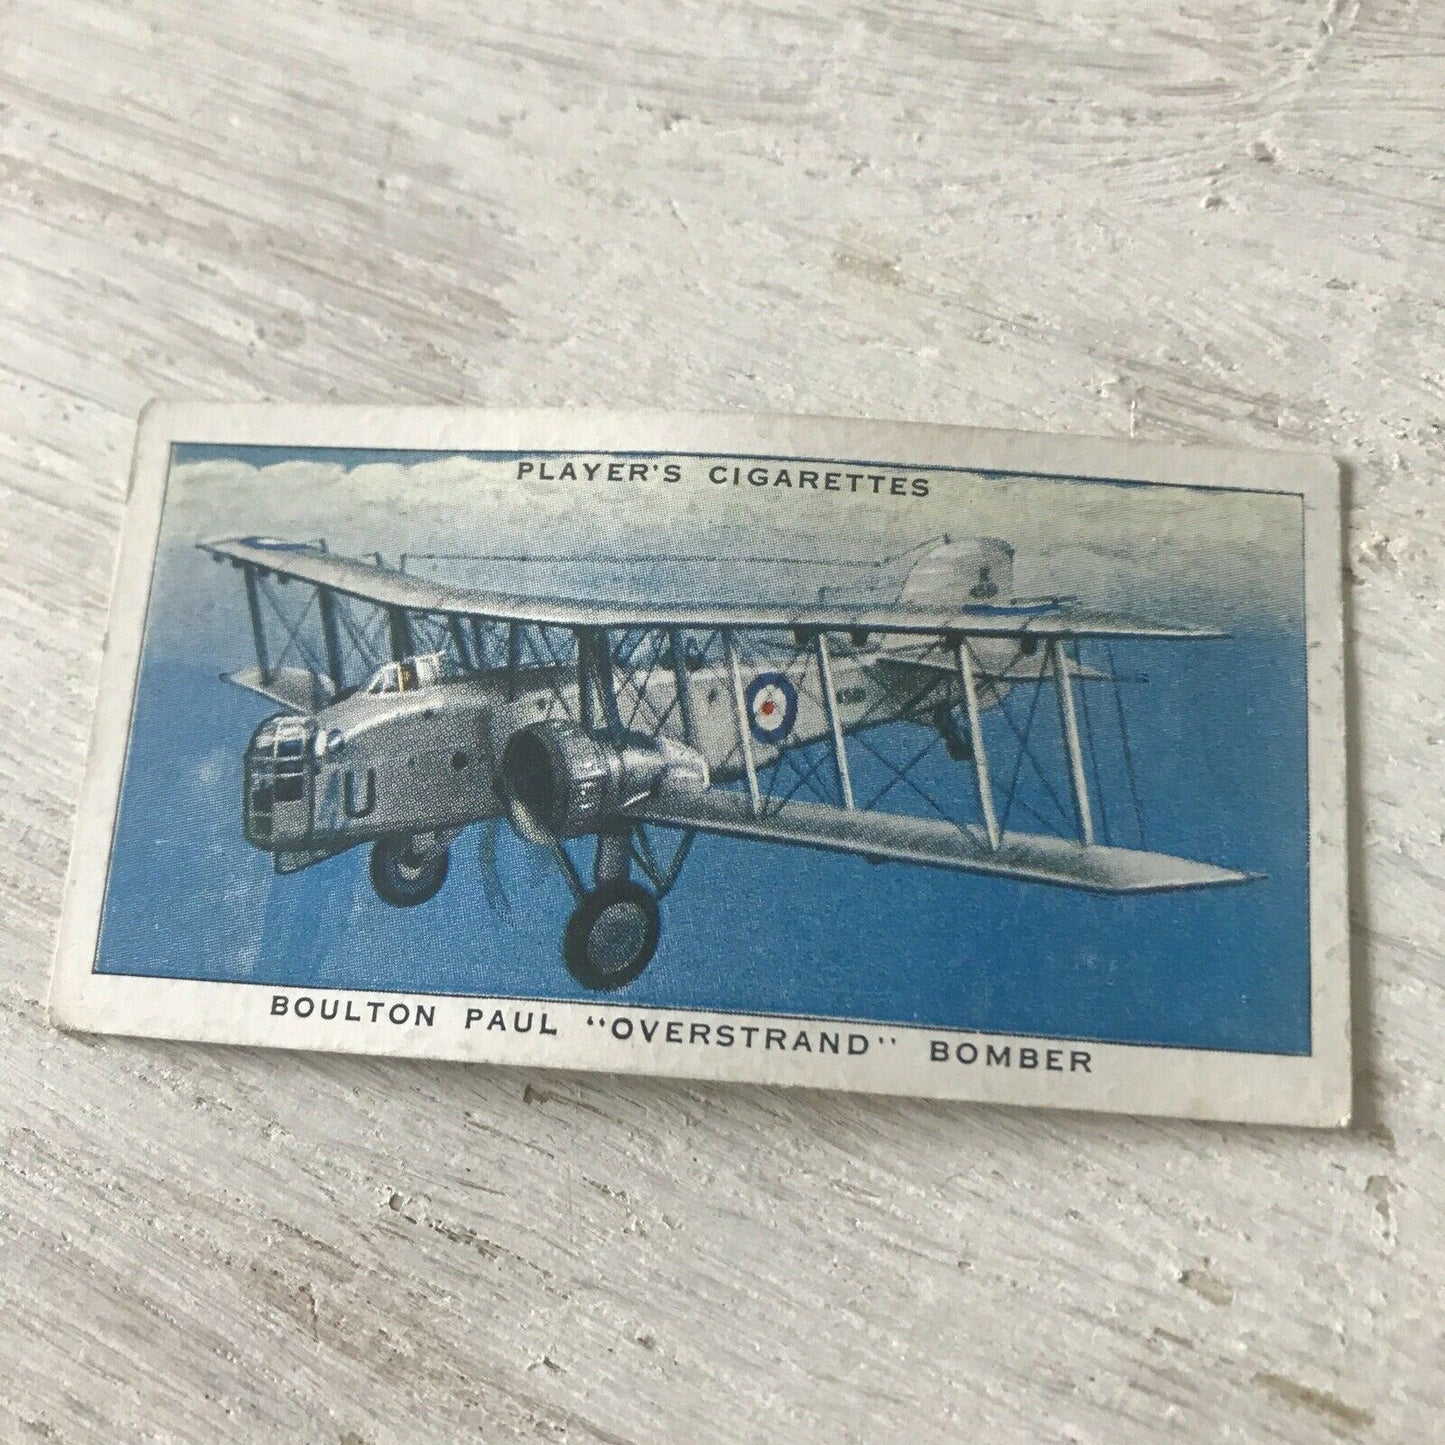 PLAYER'S CIGARETTES
U
BOULTON PAUL "OVERSTRAND" BOMBER